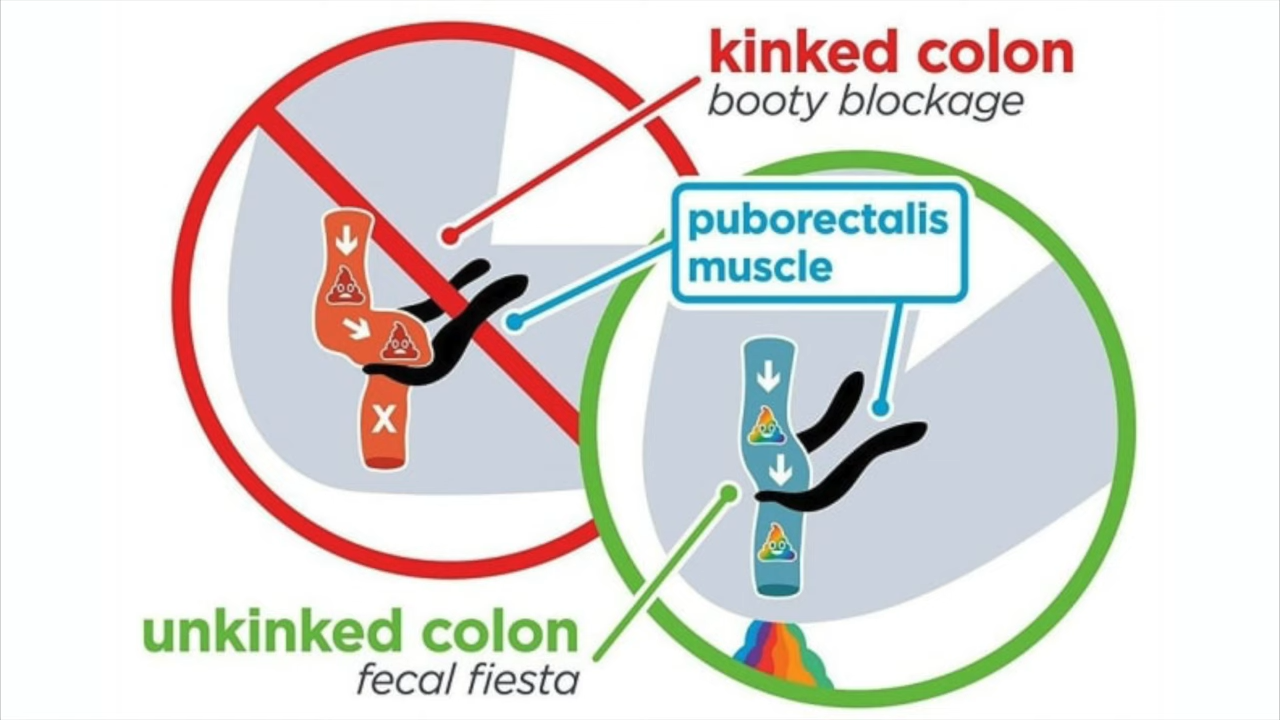 kinked colon
booty blockage
puborectalis
muscle
X
unkinked colon
fecal fiesta